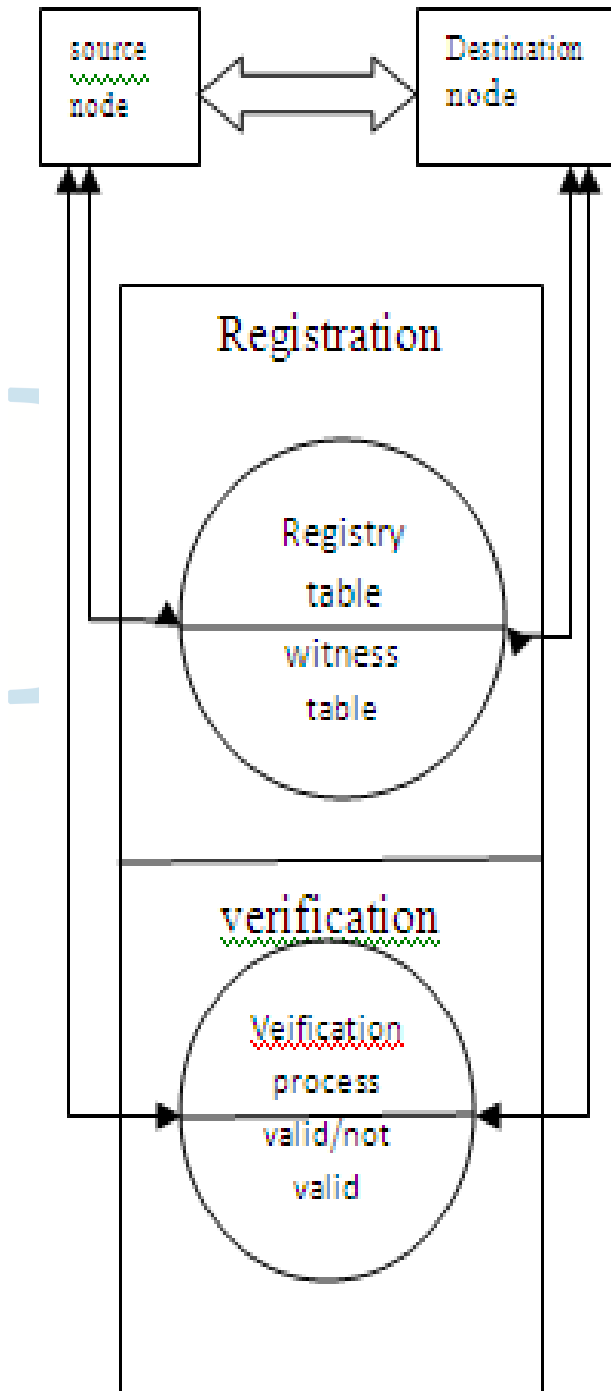 source
node
Destination
node
Registration
Registry
table
witness
table
verification
Veification
process
valid/not
valid